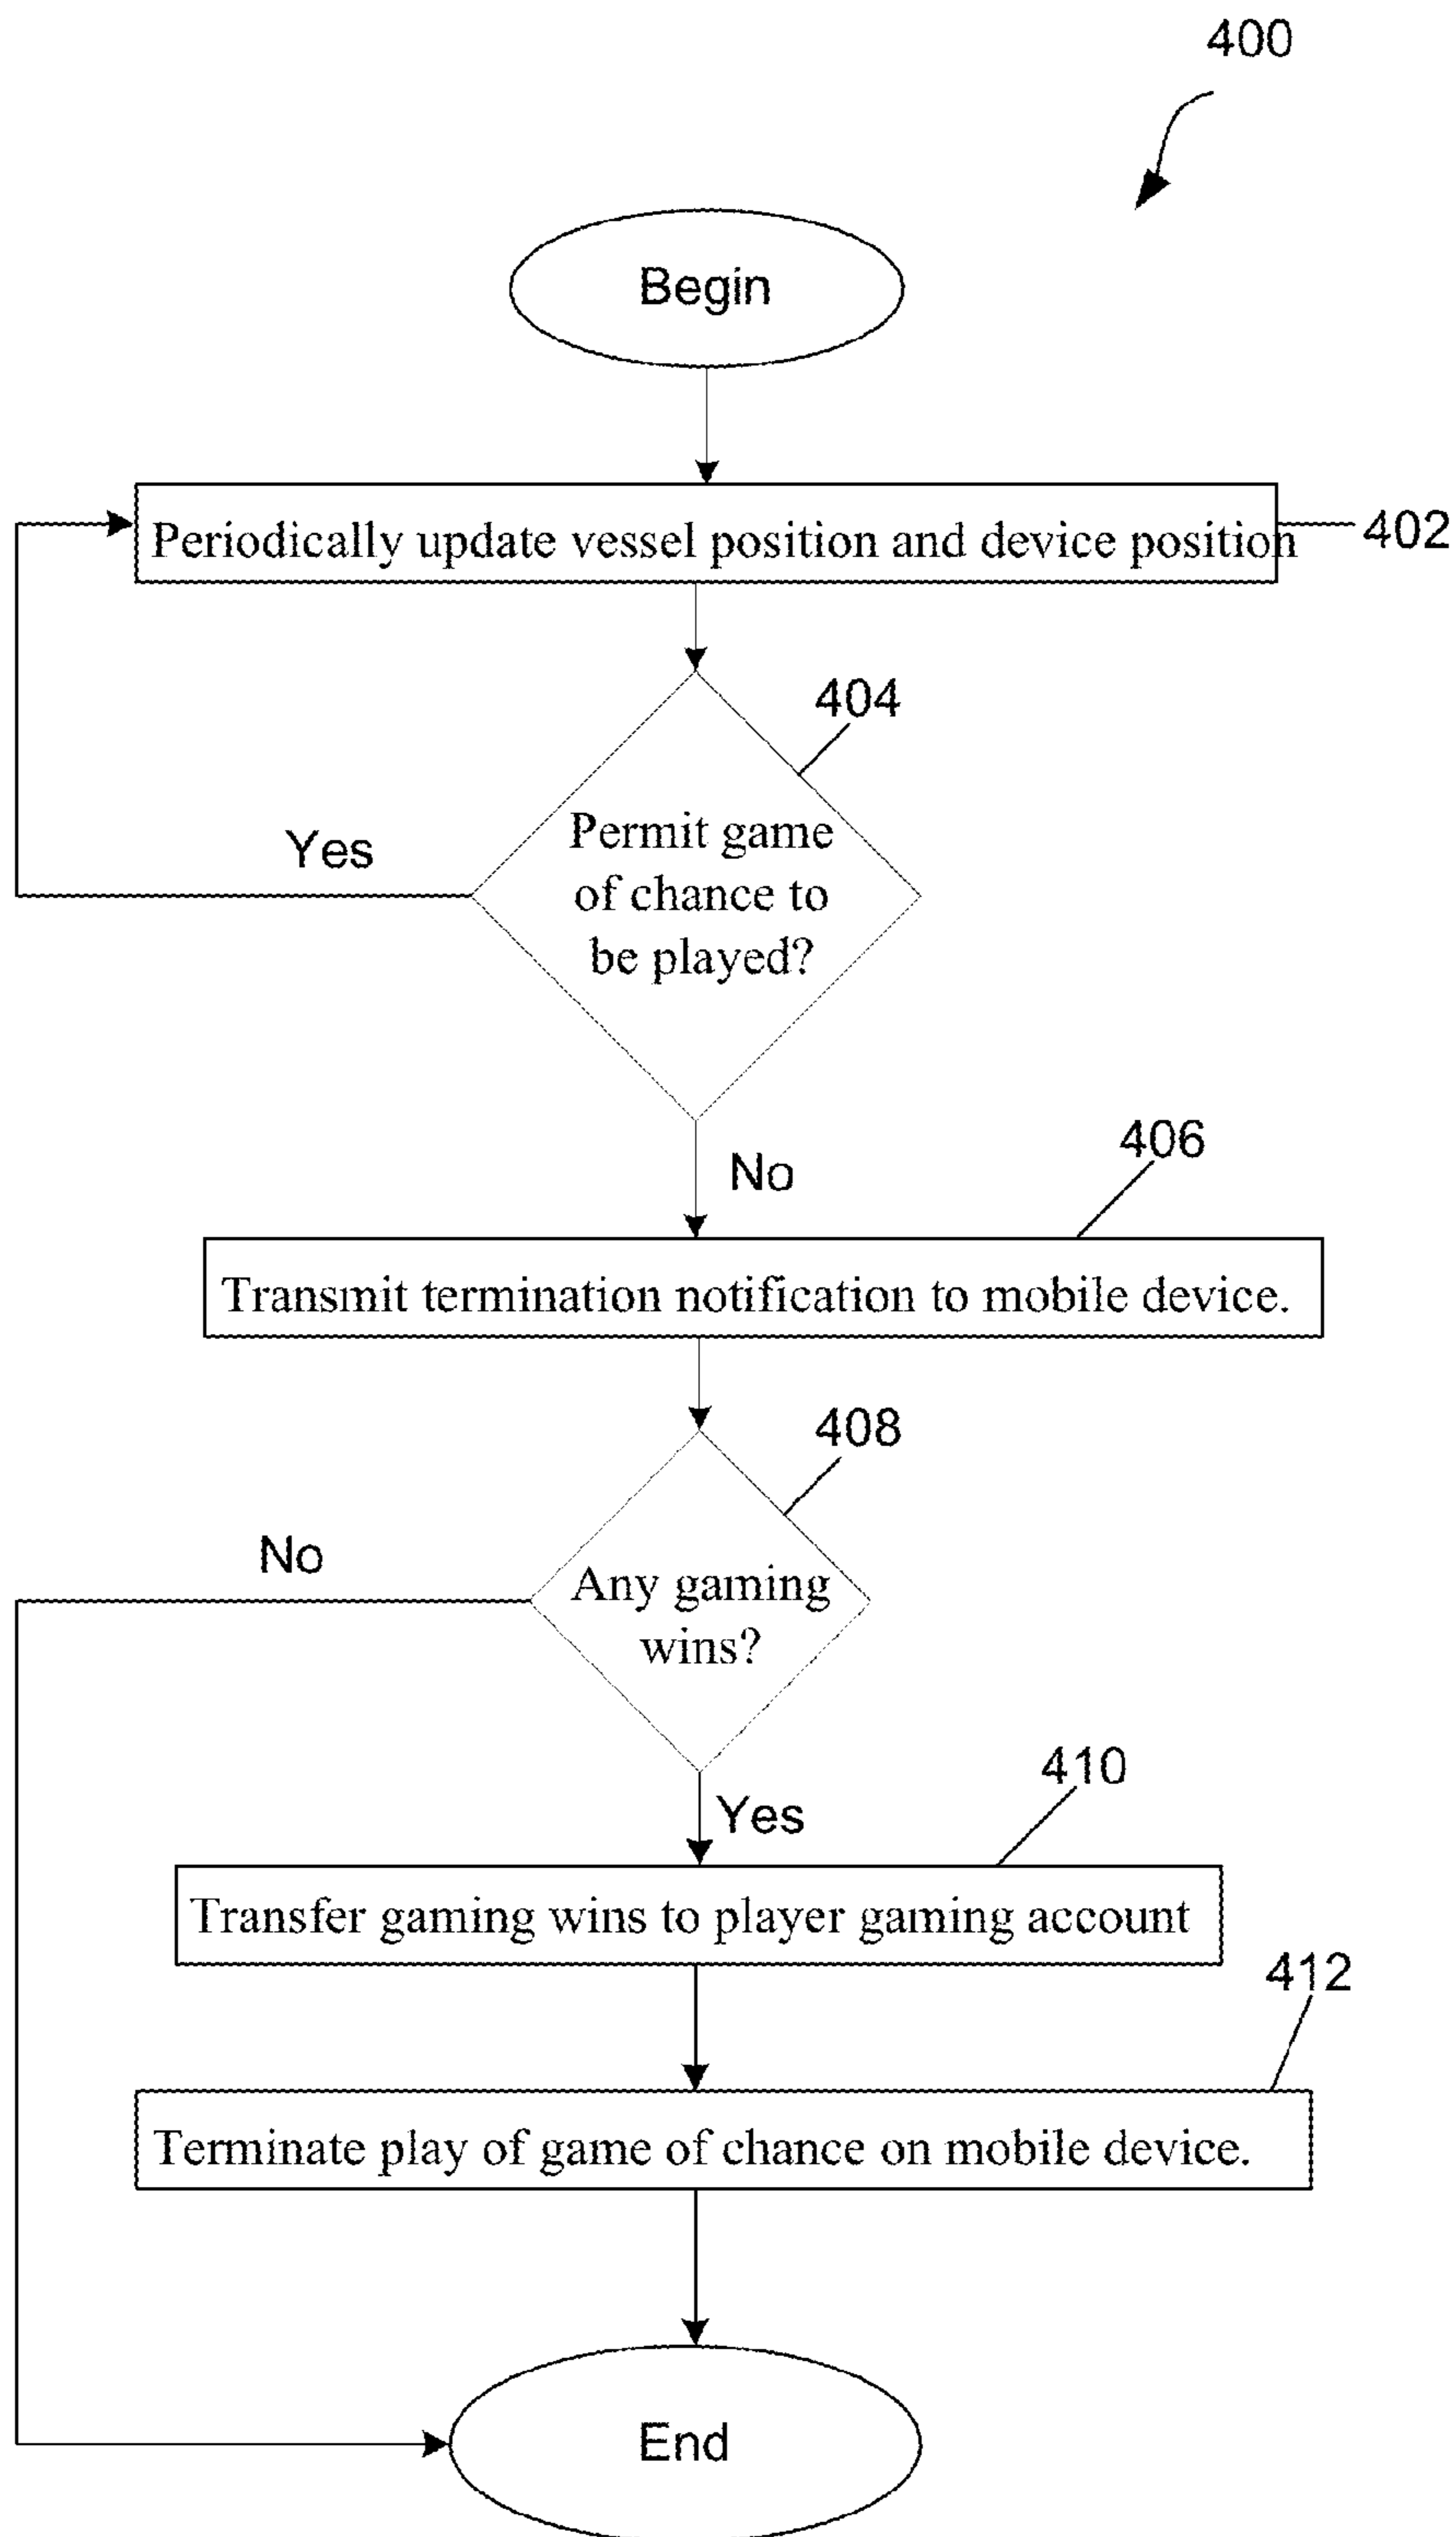 400
Begin
Periodically update vessel position and device position
402
404
Permit game
of chance to
be played?
Yes
No
406
Transmit termination notification to mobile device.
408
No
Any gaming
wins?
Yes
410
Transfer gaming wins to player gaming account
412
Terminate play of game of chance on mobile device.
End